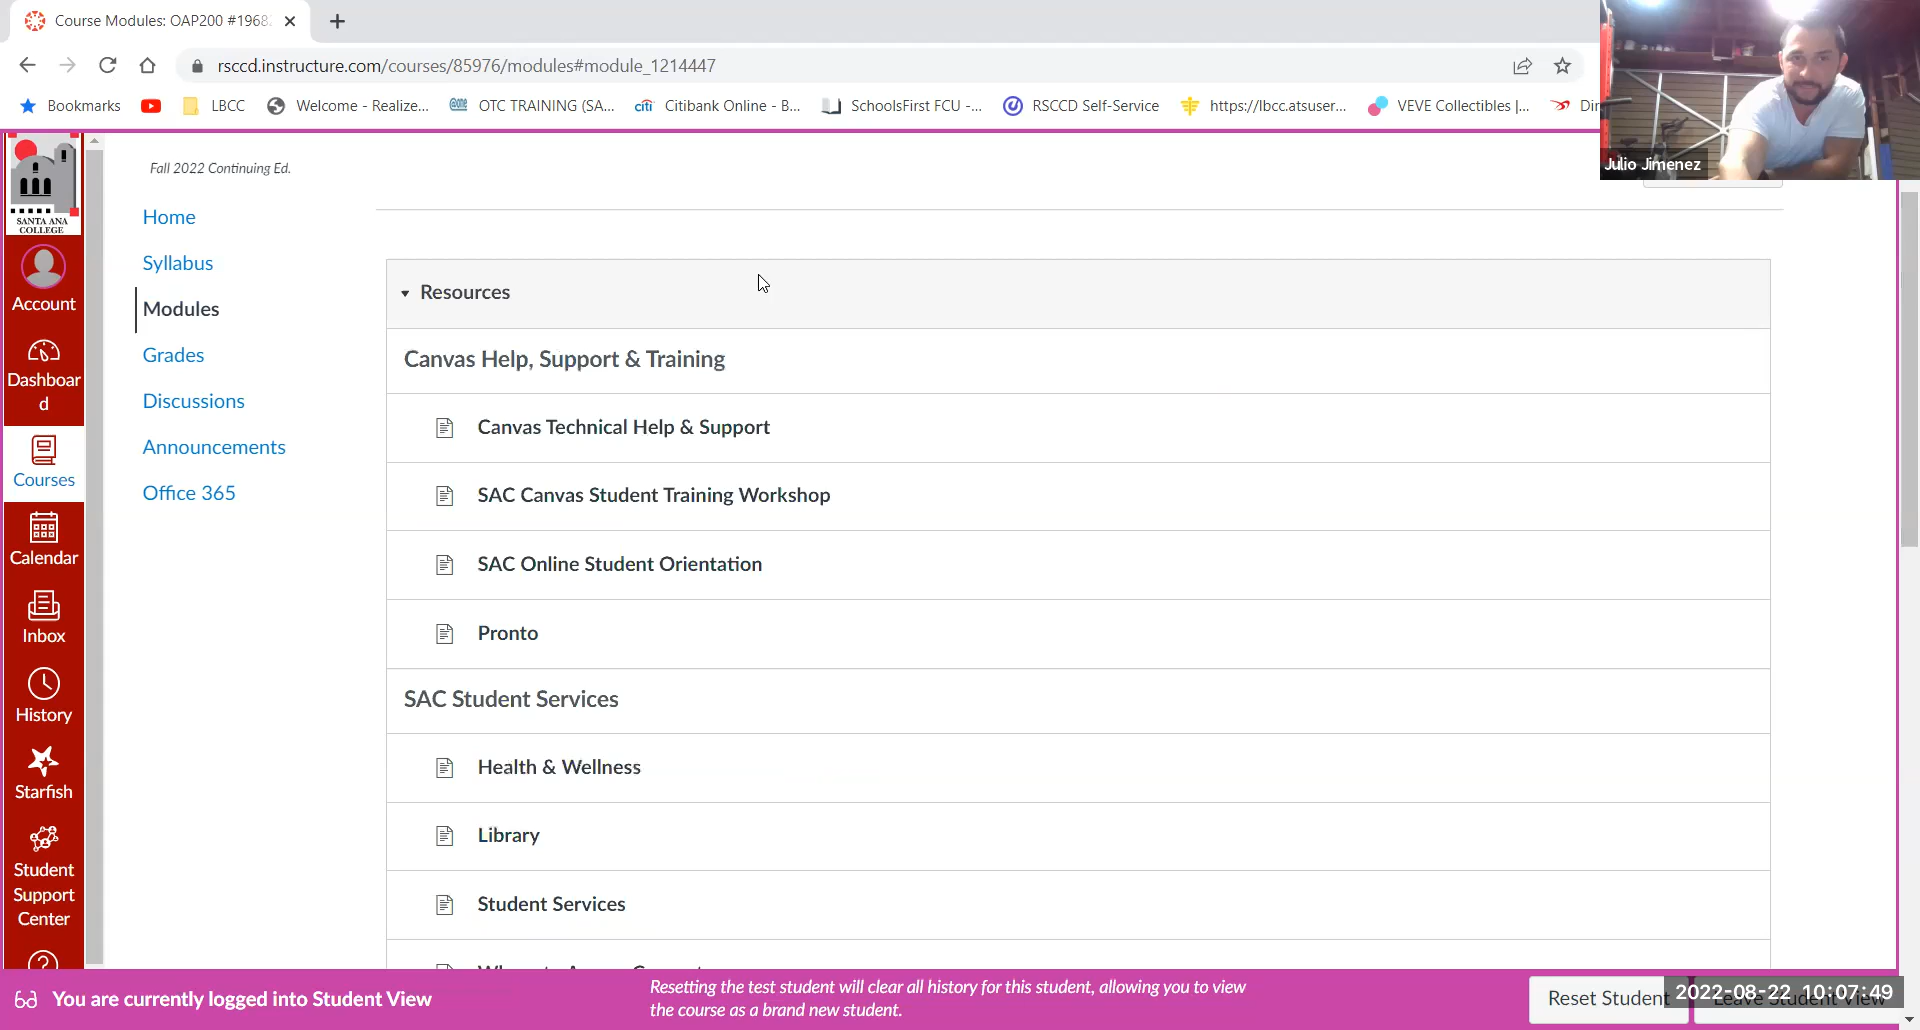 Course Modules: OAP200 #1968
rsccd.instructure.com/courses/85976/modules#module_1214447
Bookmarks
LBCC
Welcome - Realize...
OTC TRAINING (SA...
citi Citibank Online - B...
SchoolsFirst FCU -...
RSCCD Self-Service
https://lbcc.atsuser...
VEVE Collectibles |...
Julio Jimenez
SANTA ANA
COLLEGE
Account
Dashboar
d
Courses
Calendar
Inbox
History
Starfish
Student
Support
Center
Fall 2022 Continuing Ed.
Home
Syllabus
Modules
Grades
Discussions
Announcements
Office 365
Resources
Canvas Help, Support & Training
Canvas Technical Help & Support
SAC Canvas Student Training Workshop
SAC Online Student Orientation
Pronto
SAC Student Services
Health & Wellness
Library
Student Services
You are currently logged into Student View
Resetting the test student will clear all history for this student, allowing you to view
the course as a brand new student.
Reset Student
Leave Student View
2022-08-22 10:07:49